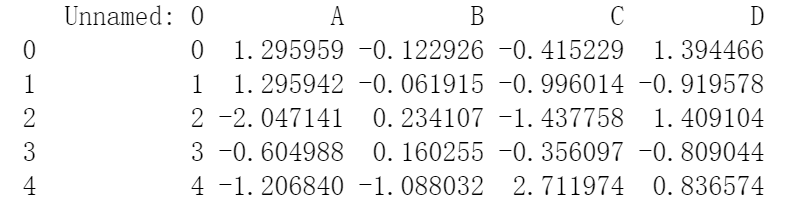 Unnamed: 0 A B C D
0 0 1.295959 -0.122926 -0.415229 1.394466
1 1 1.295942 -0.061915 -0.996014 -0.919578
2 2 -2.047141 0.234107 -1.437758 1.409104
3 3 -0.604988 0.160255 -0.356097 -0.809044
4 4 -1.206840 -1.088032 2.711974 0.836574